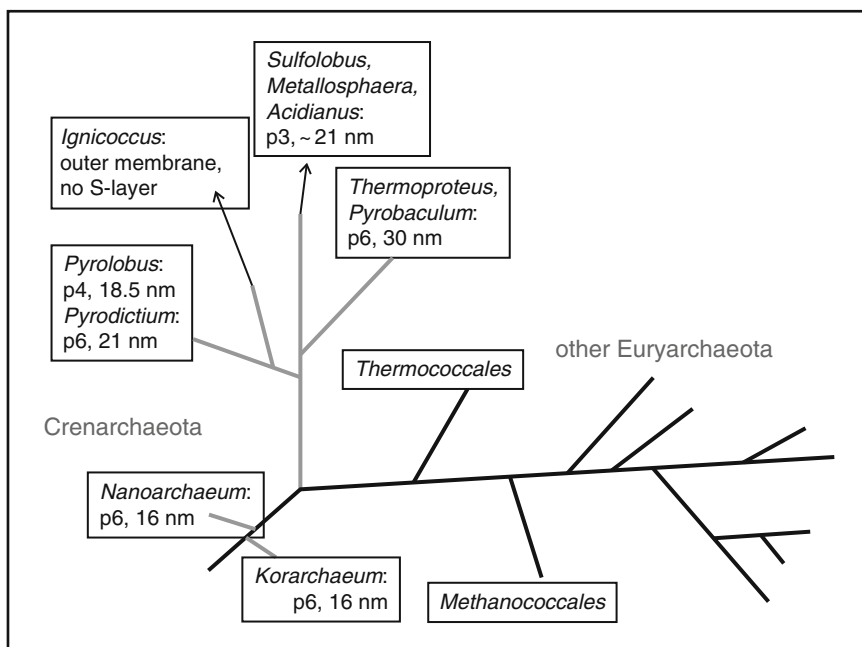 Sulfolobus,
Metallosphaera,
Acidianus:
p3, ~ 21 nm
Ignicoccus:
outer membrane,
no S-layer
Thermoproteus,
Pyrobaculum:
p6, 30 nm
Pyrolobus:
p4, 18.5 nm
Pyrodictium:
p6, 21 nm
Thermococcales
other Euryarchaeota
Crenarchaeota
Nanoarchaeum:
p6, 16 nm
Korarchaeum:
p6, 16 nm
Methanococcales